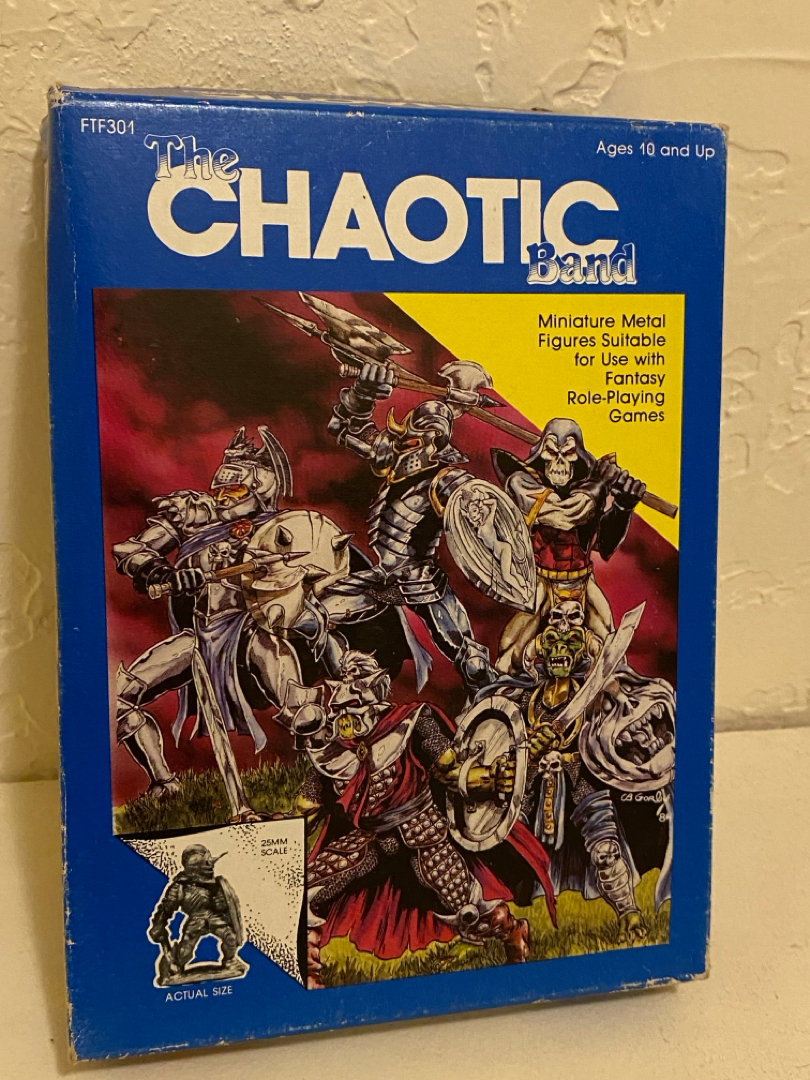 FTF301
Ages 10 and Up
The
CHAOTIC
Band
Miniature Metal
Figures Suitable
for Use with
Fantasy
Role-Playing
Games
25MM
SCALE
ACTUAL SIZE